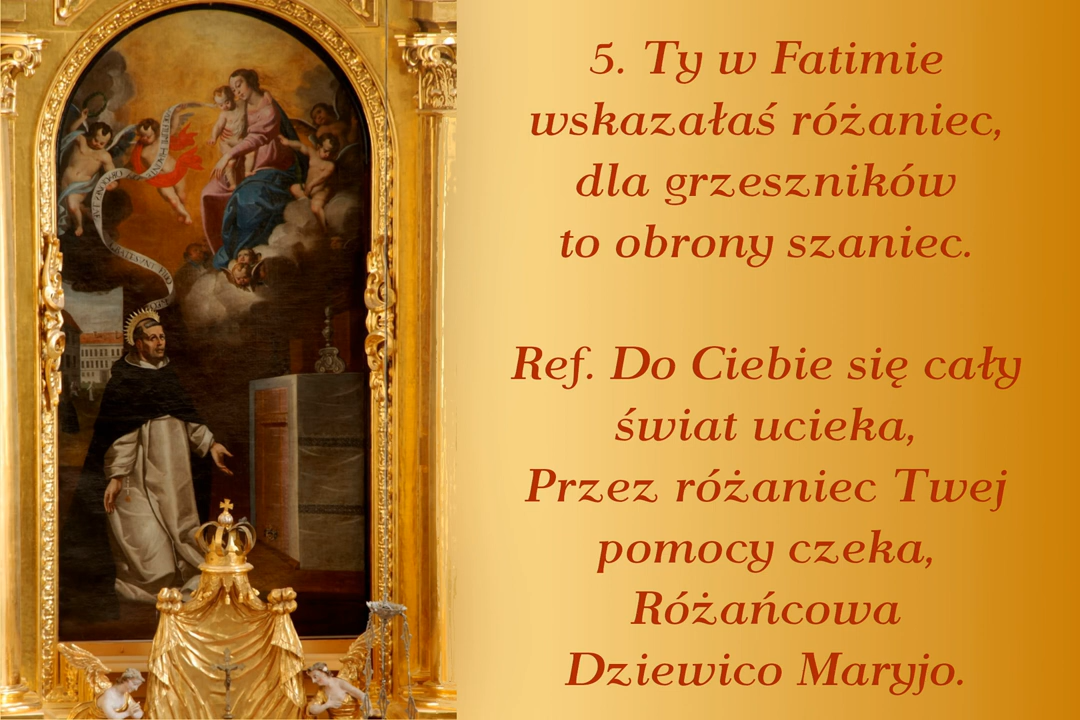 5. Ty w Fatimie
wskazałaś różaniec,
dla grzeszników
to obrony szaniec.
Ref. Do Ciebie się cały
świat ucieka,
Przez różaniec Twej
pomocy czeka,
Różańcowa
Dziewico Maryjo.